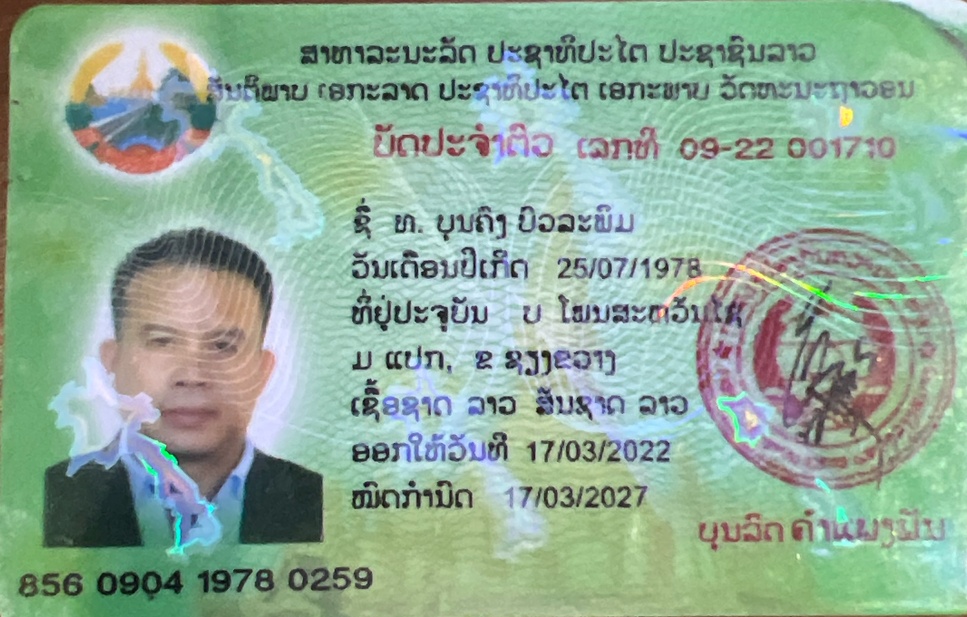 ສາທາລະນະລັດ ປະຊາທິປະໄຕ ປະຊາຊົນລາວ
ສັນຕິພາບ ເອກະລາດ ປະຊາທິປະໄຕ ເອກະພາບ ວັດທະນະຖາວອນ
ບັດປະຈຳຕົວ ເລກທີ 09-22 001710
ຊື່ ທ. ບຸນຄົງ ບົວລະພິມ
ວັນເດືອນປີເກີດ 25/07/1978
ທີ່ຢູ່ປະຈຸບັນ ບ ໂພນສະຫວັນໄຊ
ມ ແປກ, ຂ ຊຽງຂວາງ
ເຊື້ອຊາດ ລາວ ສັນຊາດ ລາວ
ອອກໃຫ້ວັນທີ 17/03/2022
ໝົດກຳນົດ 17/03/2027
ບຸນລິດ ຄຳແພງພັນ
856 0904 1978 0259